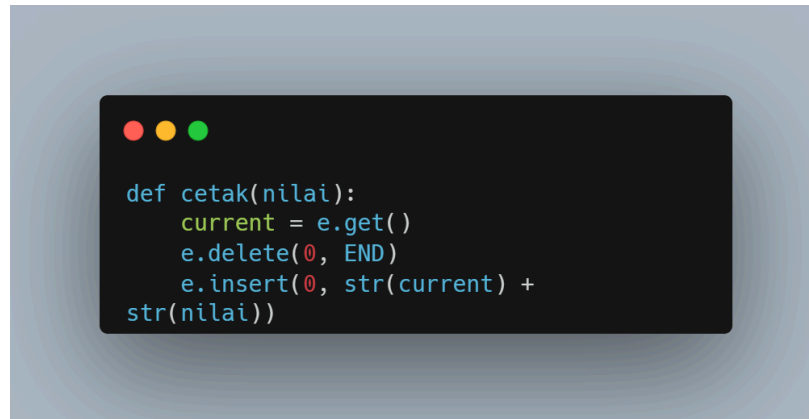 def cetak(nilai):
    current = e.get()
    e.delete(0, END)
    e.insert(0, str(current) +
str(nilai))